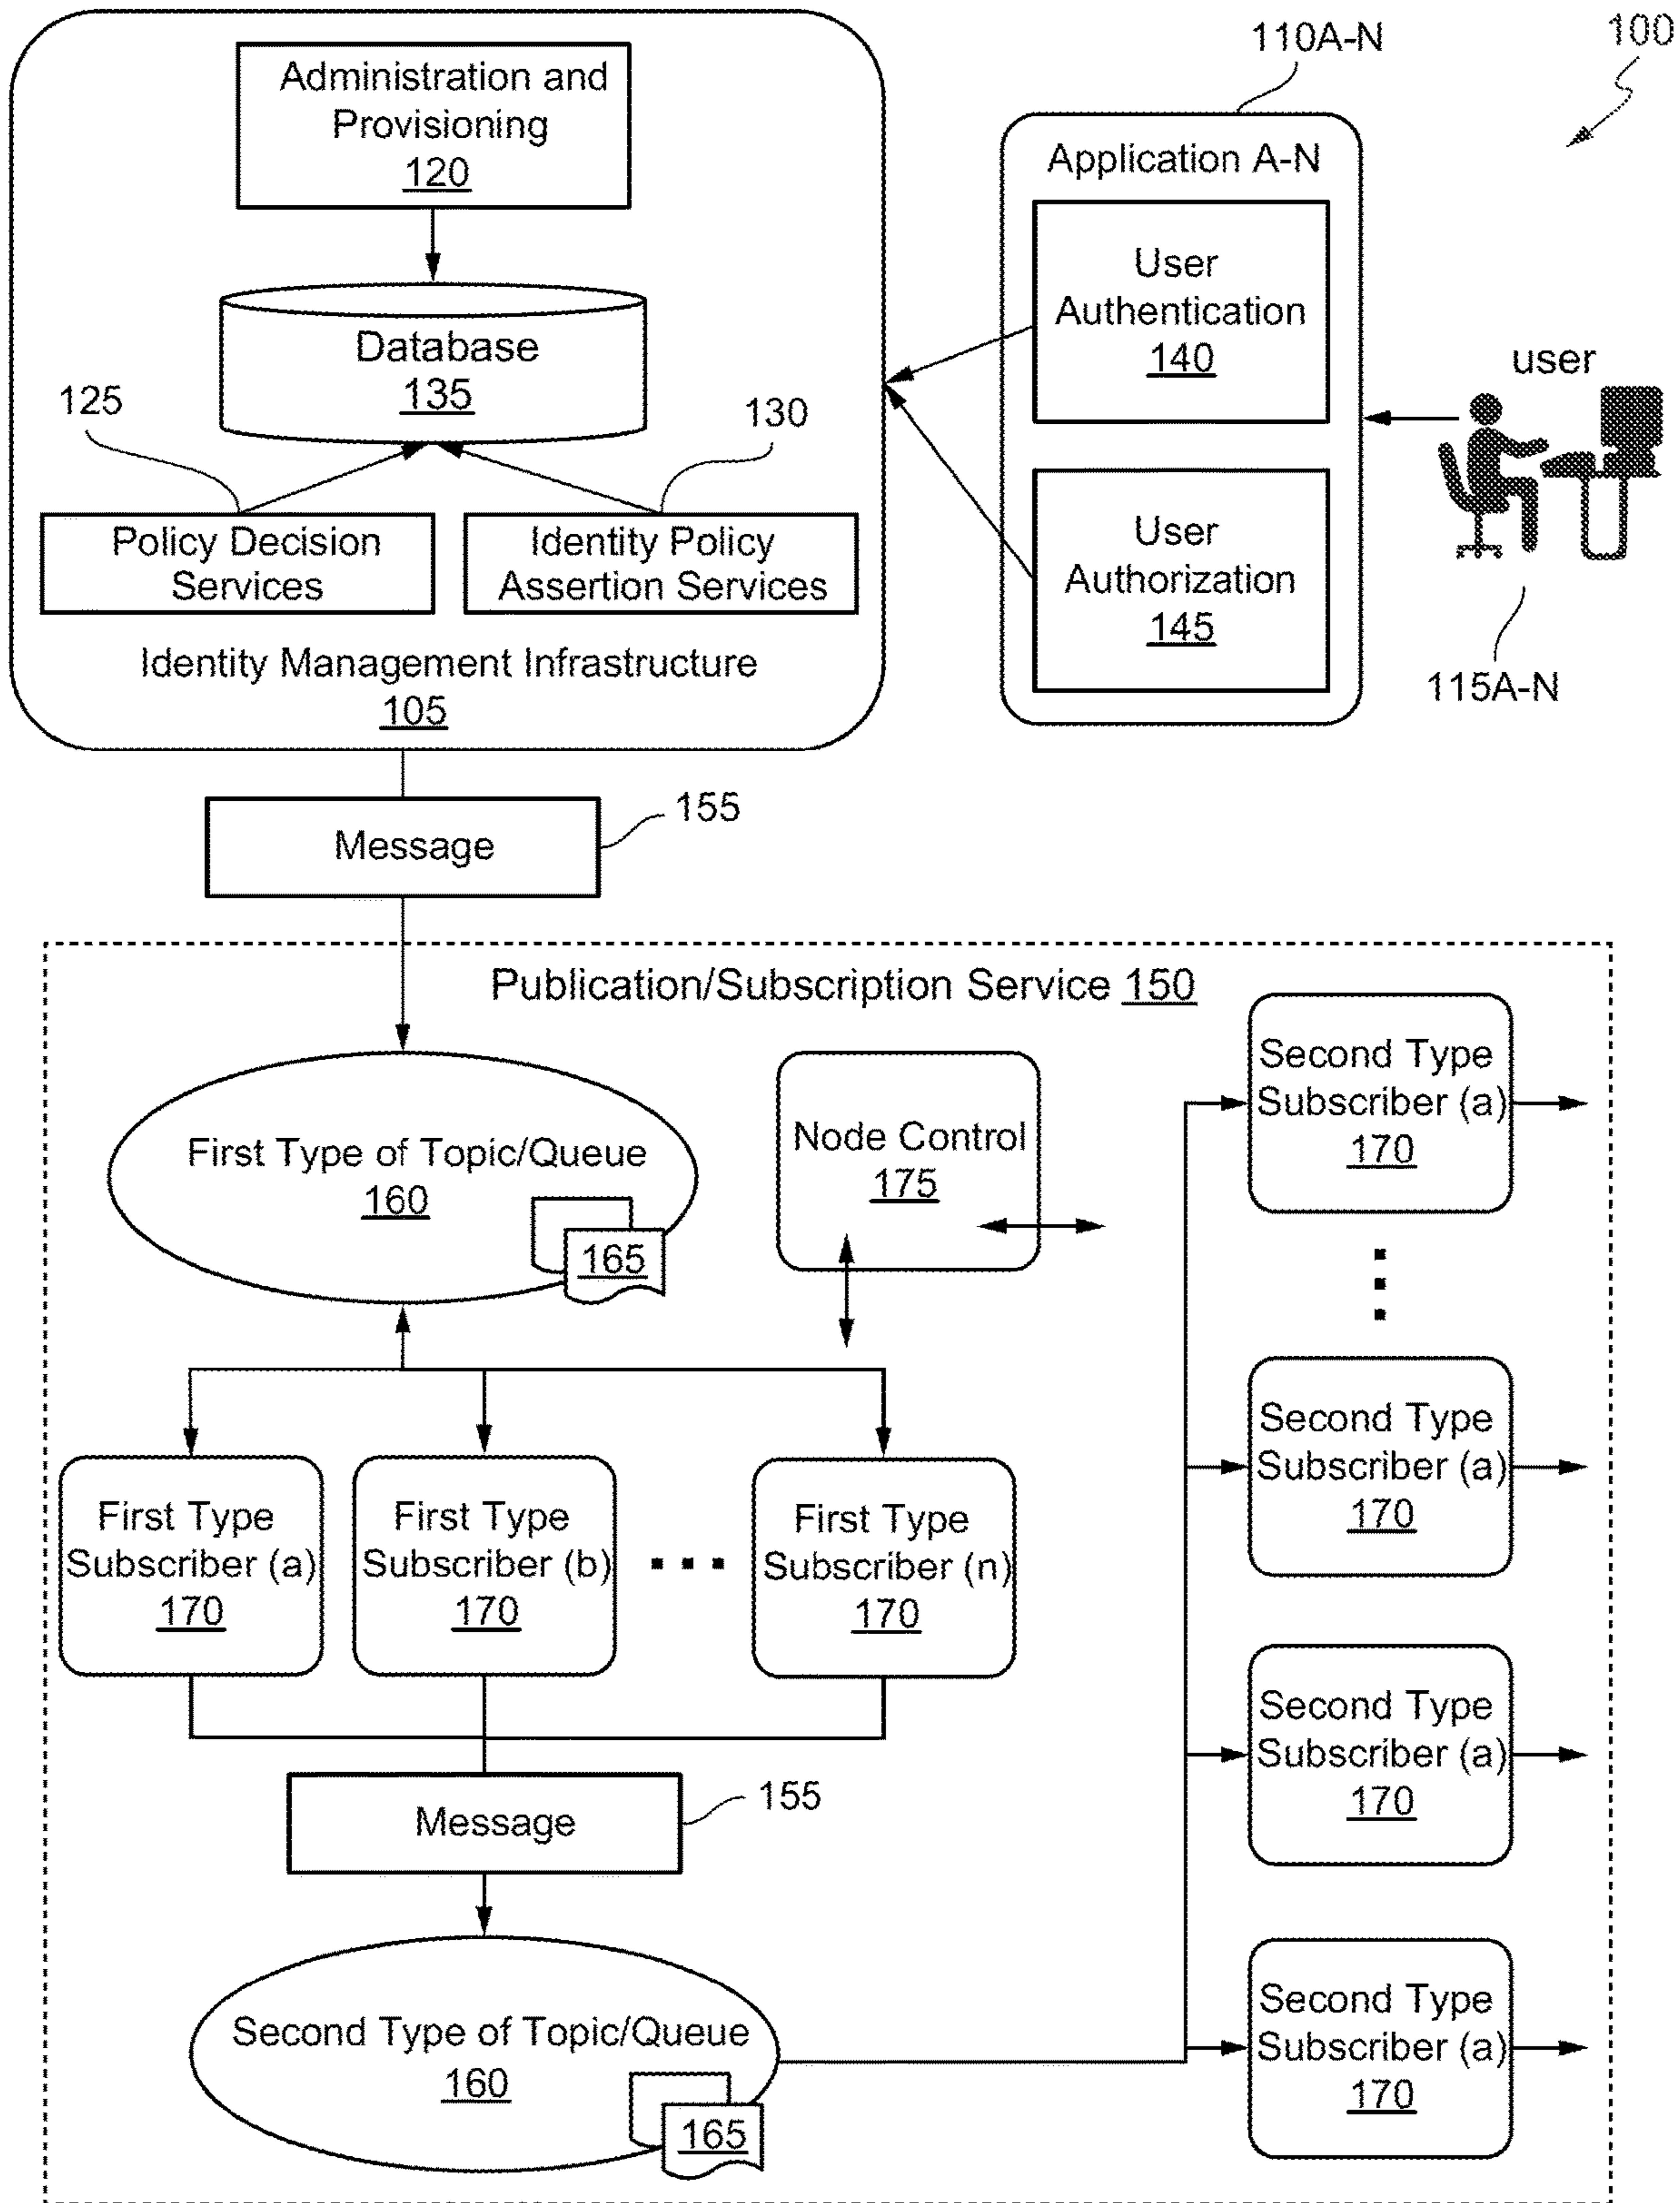 100
110A-N
Administration and
Provisioning
120
Database
135
125
130
Policy Decision
Services
Identity Policy
Assertion Services
Identity Management Infrastructure
105
Application A-N
User
Authentication
140
User
Authorization
145
user
115A-N
Message
155
Publication/Subscription Service 150
First Type of Topic/Queue
160
165
Node Control
175
First Type
Subscriber (a)
170
First Type
Subscriber (b)
170
First Type
Subscriber (n)
170
Message
155
Second Type of Topic/Queue
160
165
Second Type
Subscriber (a)
170
Second Type
Subscriber (a)
170
Second Type
Subscriber (a)
170
Second Type
Subscriber (a)
170